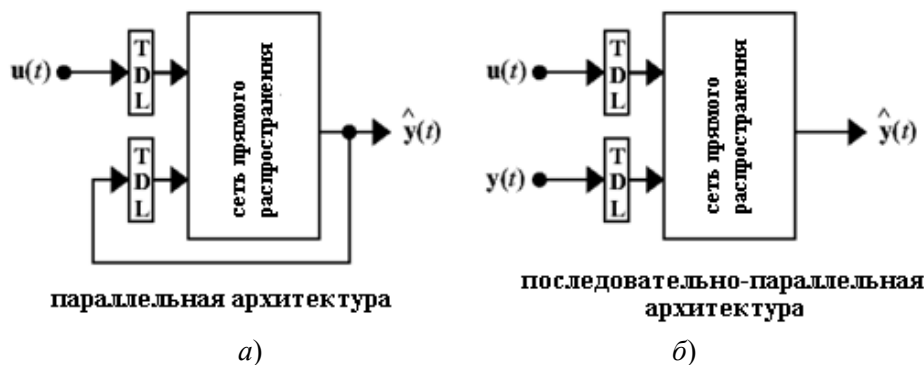 u(t)
T
D
L
T
D
L
сеть прямого
распространения
^
y(t)
параллельная архитектура
а)
u(t)
y(t)
T
D
L
T
D
L
сеть прямого
распространения
^
y(t)
последовательно-параллельная
архитектура
б)